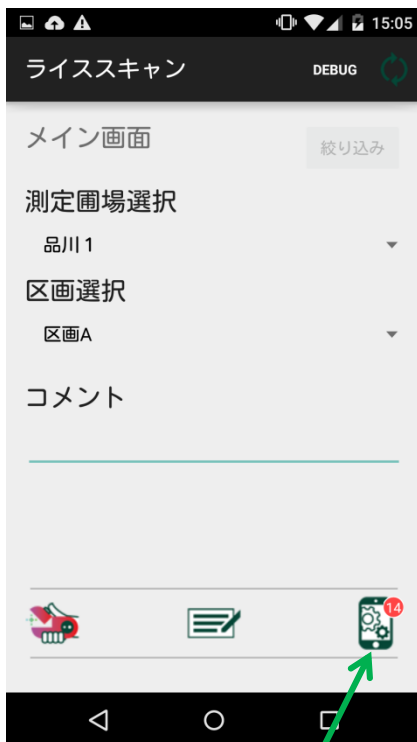 15:05
ライススキャン
DEBUG
メイン画面
絞り込み
測定圃場選択
品川1
区画選択
区画A
コメント
14